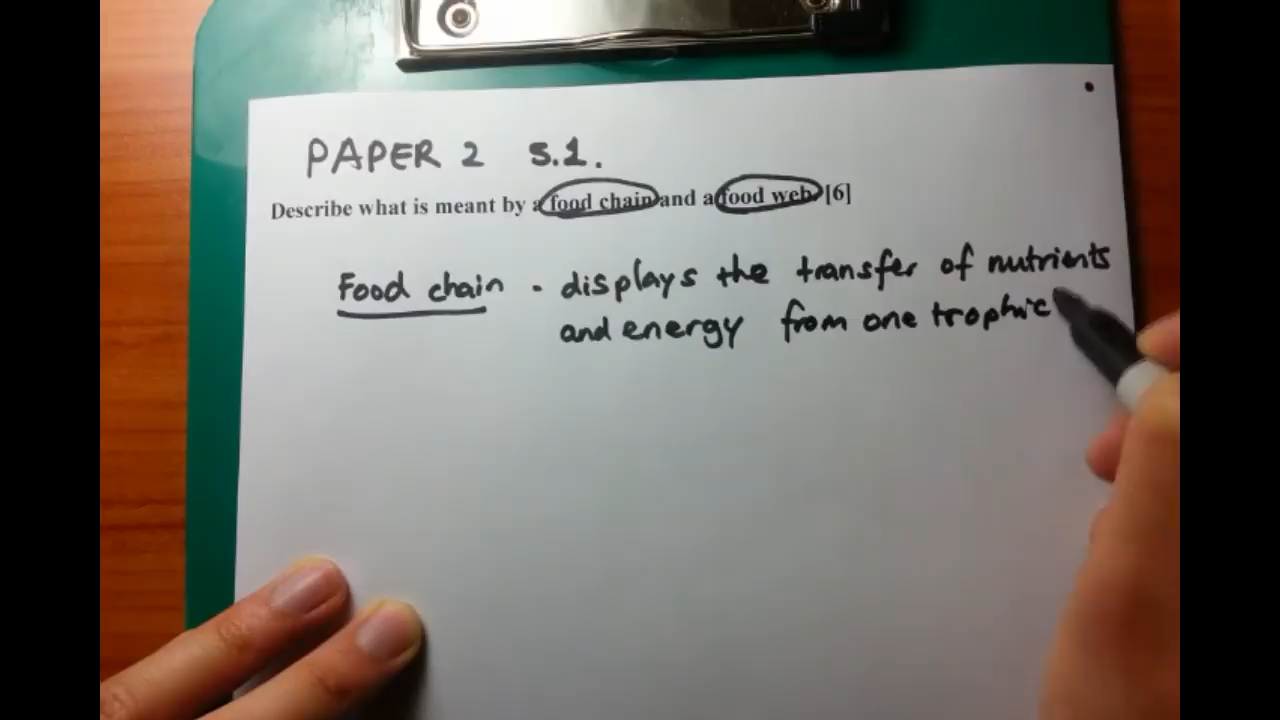 PAPER 2 5.1.
Describe what is meant by a food chain and a food web. [6]
Food chain - displays the transfer of nutrients
and energy from one trophic